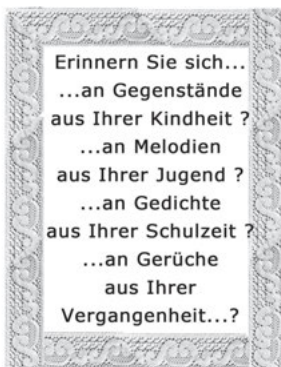 Erinnern Sie sich...
...an Gegenstände
aus Ihrer Kindheit ?
...an Melodien
aus Ihrer Jugend ?
...an Gedichte
aus Ihrer Schulzeit ?
...an Gerüche
aus Ihrer
Vergangenheit...?